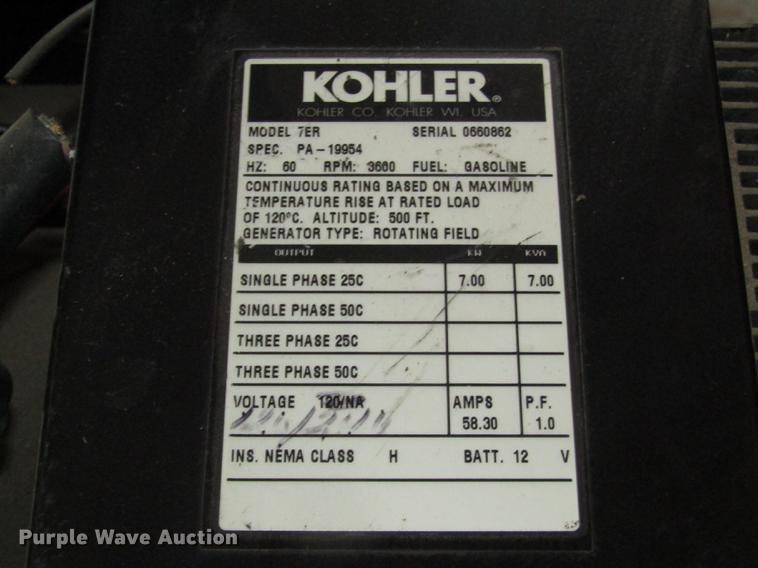 KOHLER®
KOHLER CO. KOHLER WI. USA
MODEL 7ER SERIAL 0660862
SPEC. PA-19954
HZ: 60 RPM: 3600 FUEL: GASOLINE
CONTINUOUS RATING BASED ON A MAXIMUM
TEMPERATURE RISE AT RATED LOAD
OF 120°C. ALTITUDE: 500 FT.
GENERATOR TYPE: ROTATING FIELD
OUTPUT KW KVA
SINGLE PHASE 25C 7.00 7.00
SINGLE PHASE 50C
THREE PHASE 25C
THREE PHASE 50C
VOLTAGE 120/NA AMPS P.F.
58.30 1.0
INS. NEMA CLASS H BATT. 12 V
Purple Wave Auction